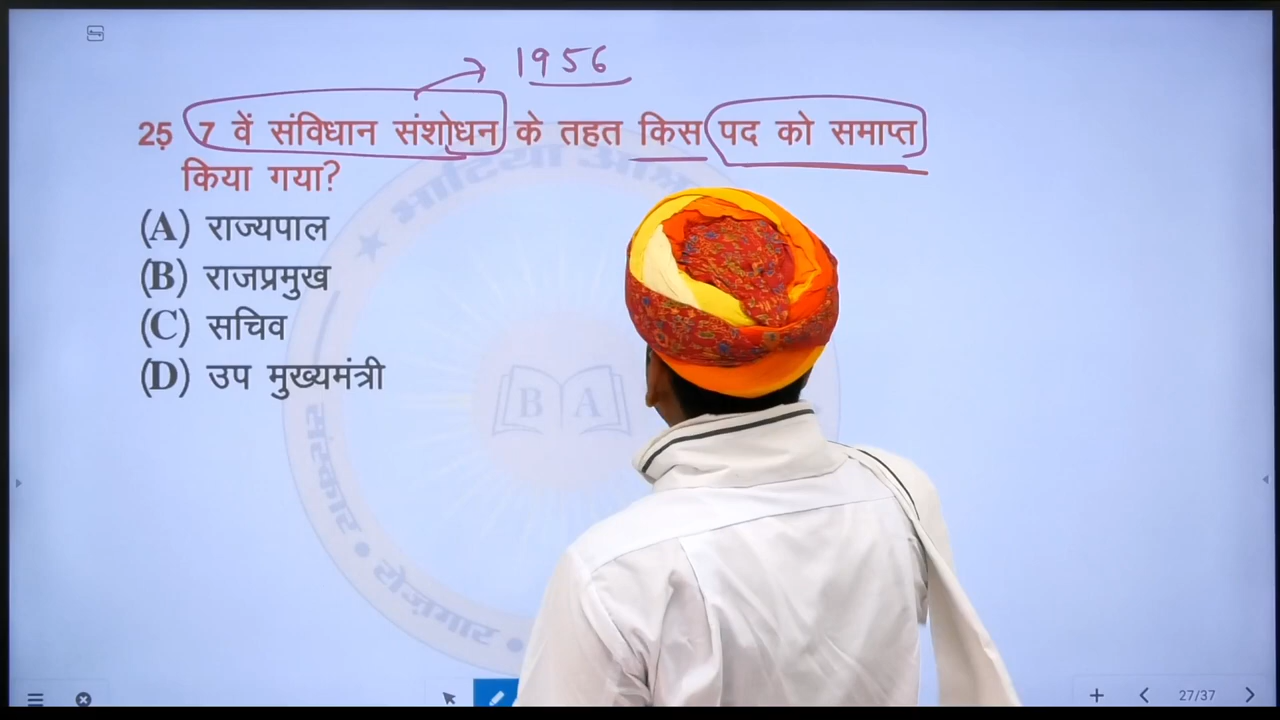 1956
25़ 7 वें संविधान संशोधन के तहत किस पद को समाप्त
किया गया?
(A) राज्यपाल
(B) राजप्रमुख
(C) सचिव
(D) उप मुख्यमंत्री
B A
संस्कार • रोज़गार •
27/37